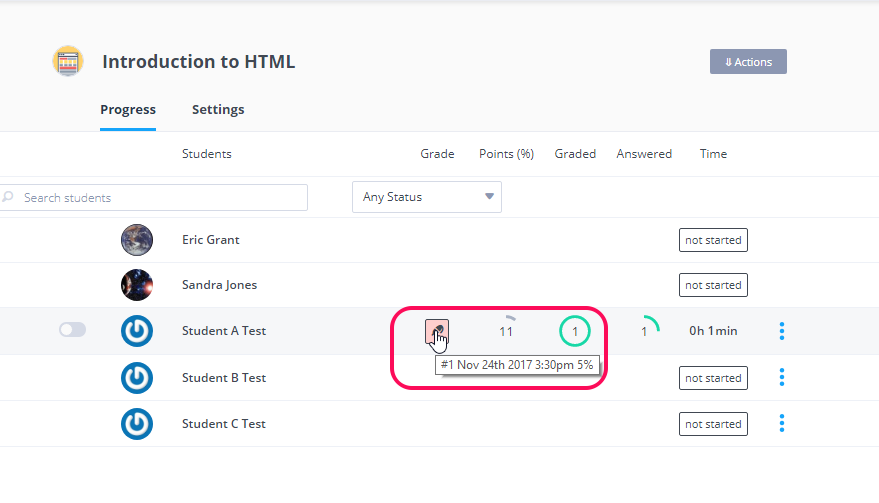 Introduction to HTML
⇓ Actions
Progress Settings
Students Grade Points (%) Graded Answered Time
Search students Any Status
Eric Grant not started
Sandra Jones not started
Student A Test 11 1 1 0h 1min
#1 Nov 24th 2017 3:30pm 5%
Student B Test not started
Student C Test not started